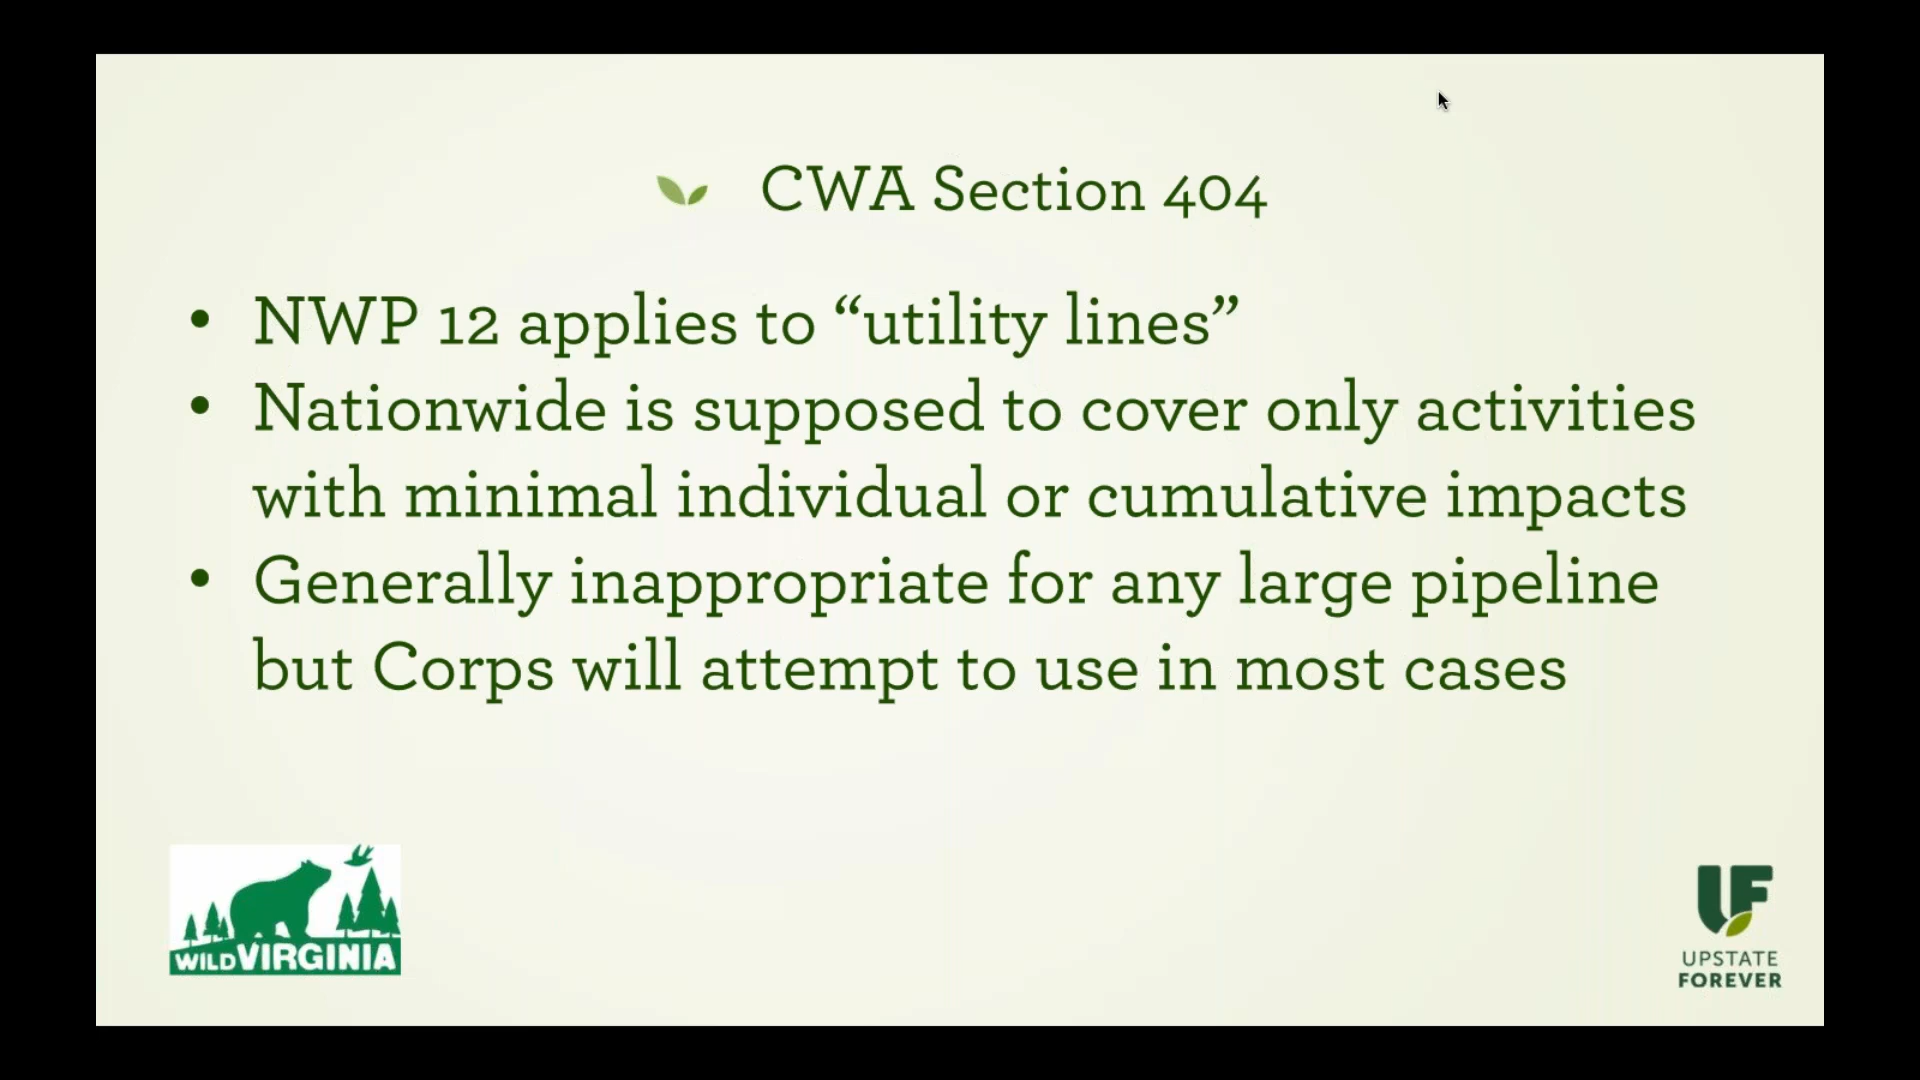 CWA Section 404
• NWP 12 applies to “utility lines”
• Nationwide is supposed to cover only activities
with minimal individual or cumulative impacts
• Generally inappropriate for any large pipeline
but Corps will attempt to use in most cases
WILD VIRGINIA
UF
UPSTATE
FOREVER